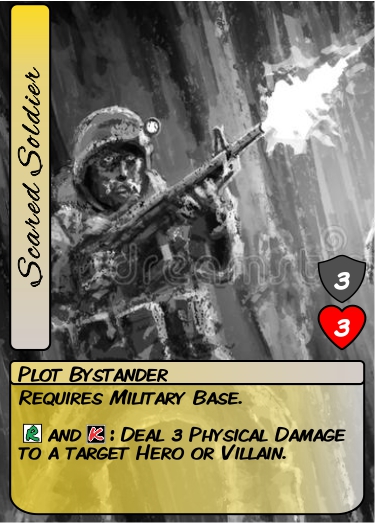 Scared Soldier
dreamstime
3
3
Plot Bystander
Requires Military Base.
R and K: Deal 3 Physical Damage
to a target Hero or Villain.